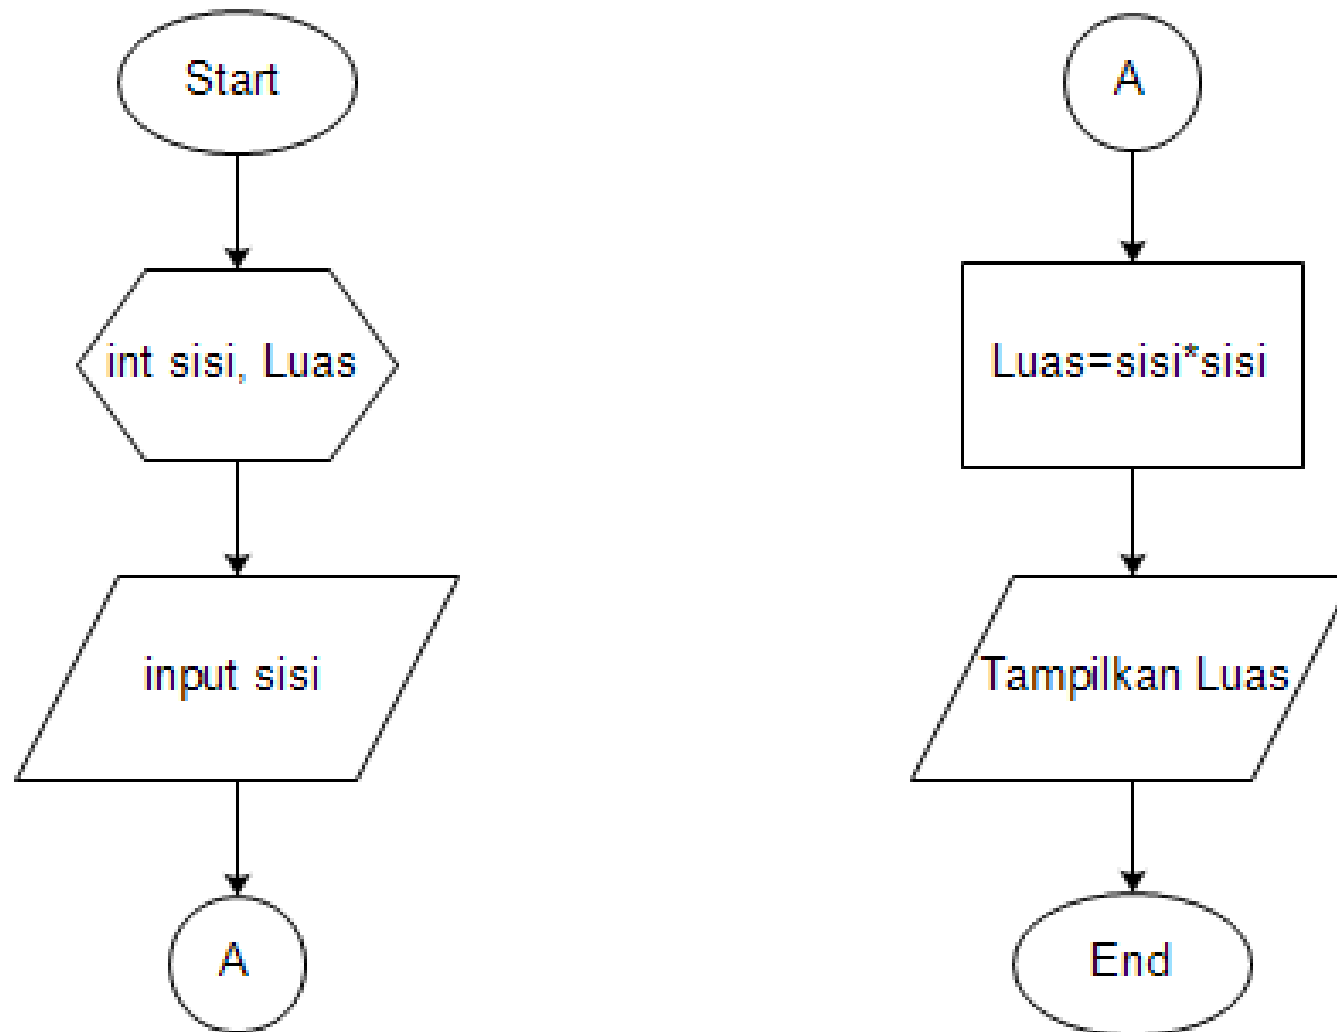 Start
int sisi, Luas
input sisi
A
A
Luas=sisi*sisi
Tampilkan Luas
End